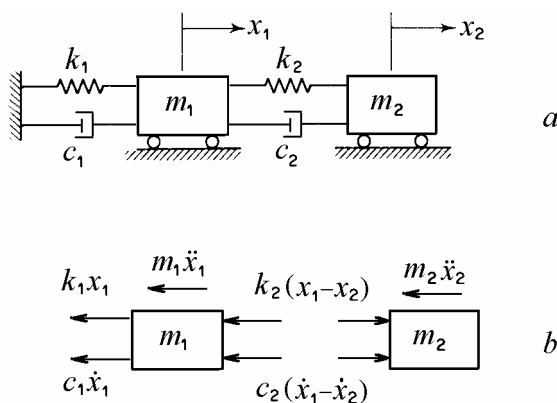 x₁ x₂
k₁ k₂
m₁ m₂
c₁ c₂ a
m₁ẍ₁ m₂ẍ₂
k₁x₁ k₂(x₁−x₂)
m₁ m₂ b
c₁ẋ₁ c₂(ẋ₁−ẋ₂)